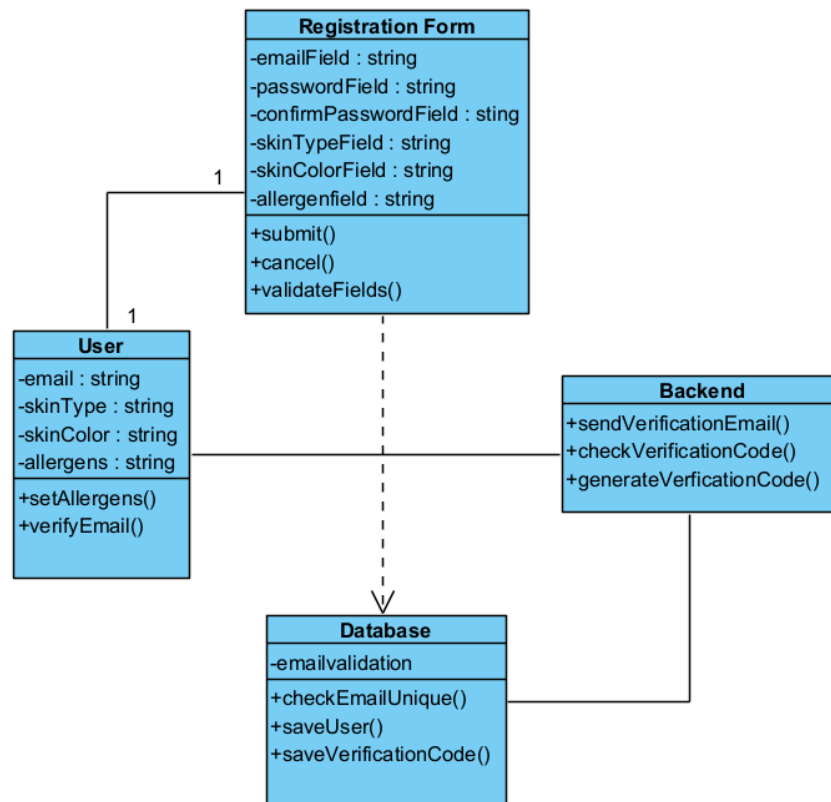 Registration Form
-emailField : string
-passwordField : string
-confirmPasswordField : sting
-skinTypeField : string
-skinColorField : string
-allergenfield : string
+submit()
+cancel()
+validateFields()
1
1
User
-email : string
-skinType : string
-skinColor : string
-allergens : string
+setAllergens()
+verifyEmail()
Backend
+sendVerificationEmail()
+checkVerificationCode()
+generateVerficationCode()
Database
-emailvalidation
+checkEmailUnique()
+saveUser()
+saveVerificationCode()